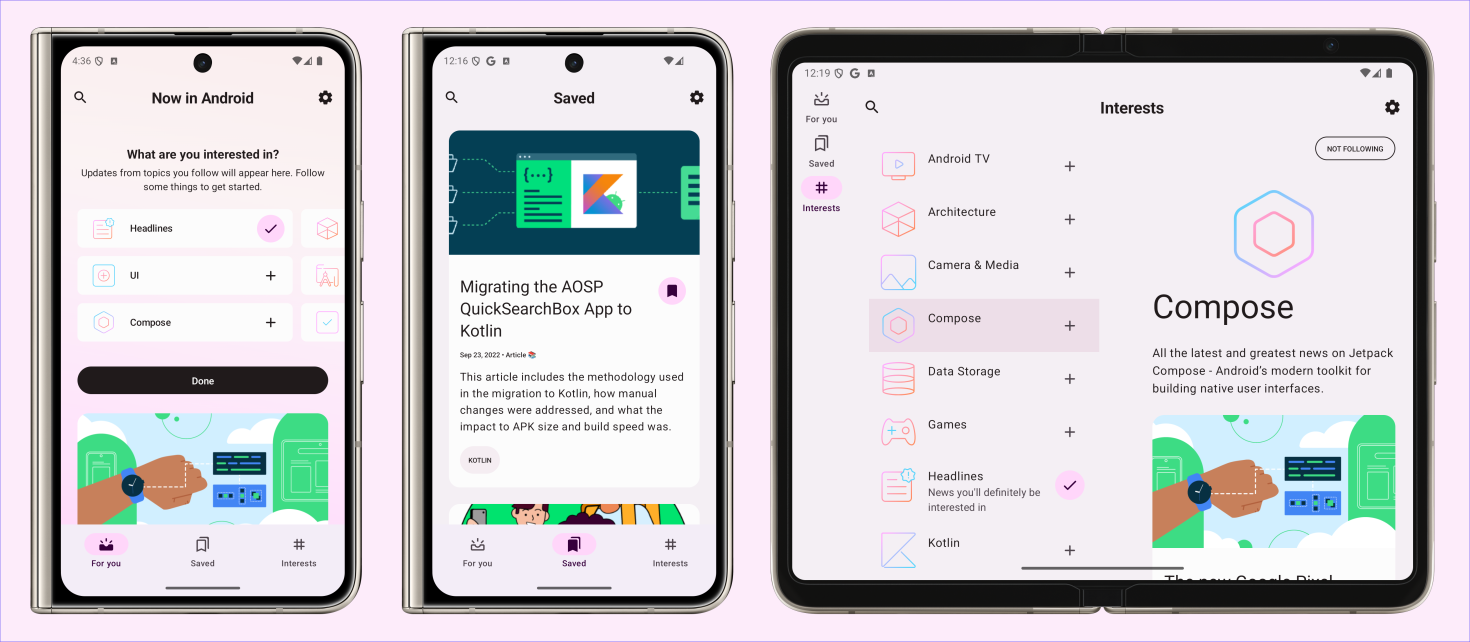 4:36
Now in Android
What are you interested in?
Updates from topics you follow will appear here. Follow
some things to get started.
Headlines
UI
Compose
Done
For you
Saved
Interests
12:16
Saved
{...}
Migrating the AOSP
QuickSearchBox App to
Kotlin
Sep 23, 2022 • Article 📚
This article includes the methodology used
in the migration to Kotlin, how manual
changes were addressed, and what the
impact to APK size and build speed was.
KOTLIN
For you
Saved
Interests
12:19
For you
Saved
Interests
Interests
Android TV
Architecture
Camera & Media
Compose
Data Storage
Games
Headlines
News you'll definitely be
interested in
Kotlin
NOT FOLLOWING
Compose
All the latest and greatest news on Jetpack
Compose - Android's modern toolkit for
building native user interfaces.
The new Google Pixel